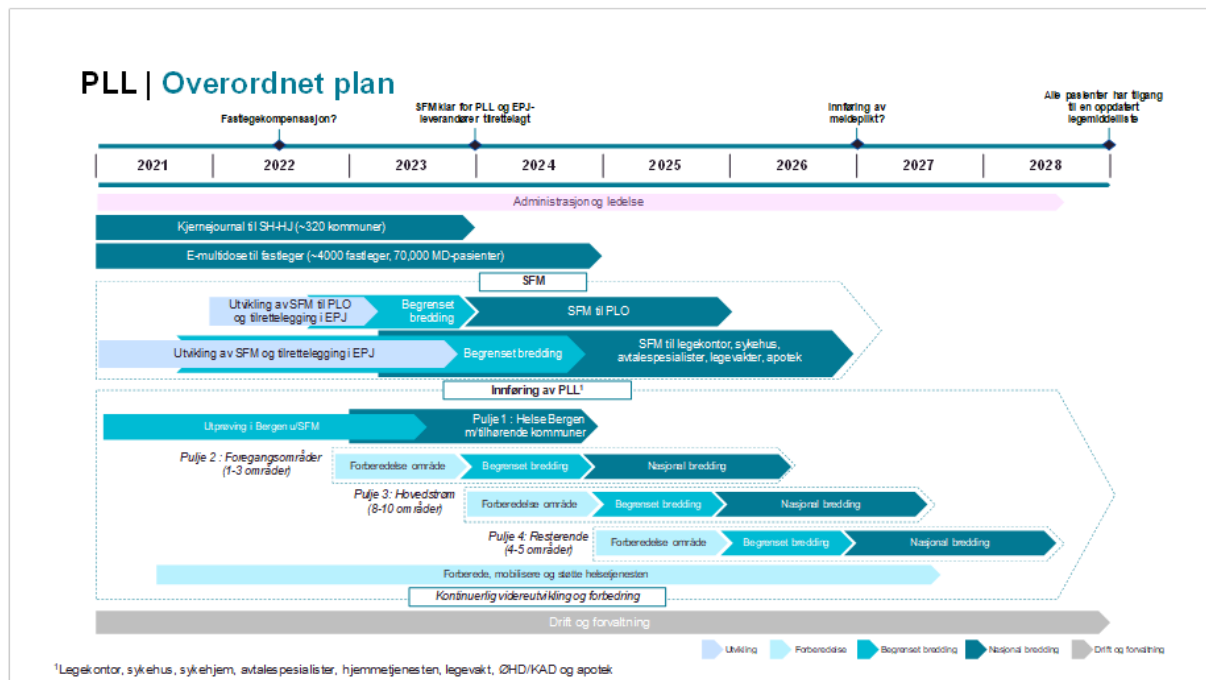 PLL | Overordnet plan
Fastlegekompensasjon?
SFM klar for PLL og EPJ-
leverandører tilrettelagt
Innføring av
meldeplikt?
Alle pasienter har tilgang
til en oppdatert
legemiddelliste
2021
2022
2023
2024
2025
2026
2027
2028
Administrasjon og ledelse
Kjernejournal til SH-HJ (~320 kommuner)
E-multidose til fastleger (~4000 fastleger, 70,000 MD-pasienter)
SFM
Utvikling av SFM til PLO
og tilrettelegging i EPJ
Begrenset
bredding
SFM til PLO
Utvikling av SFM og tilrettelegging i EPJ
Begrenset bredding
SFM til legekontor, sykehus,
avtalespesialister, legevakter, apotek
Innføring av PLL¹
Utprøving i Bergen u/SFM
Pulje 1 : Helse Bergen
m/tilhørende kommuner
Pulje 2 : Foregangsområder
(1-3 områder)
Forberedelse område
Begrenset bredding
Nasjonal bredding
Pulje 3: Hovedstrøm
(8-10 områder)
Forberedelse område
Begrenset bredding
Nasjonal bredding
Pulje 4: Resterende
(4-5 områder)
Forberedelse område
Begrenset bredding
Nasjonal bredding
Forberede, mobilisere og støtte helsetjenesten
Kontinuerlig videreutvikling og forbedring
Drift og forvaltning
Utvikling
Forberedelse
Begrenset bredding
Nasjonal bredding
Drift og forvaltning
¹Legekontor, sykehus, sykehjem, avtalespesialister, hjemmetjenesten, legevakt, ØHD/KAD og apotek